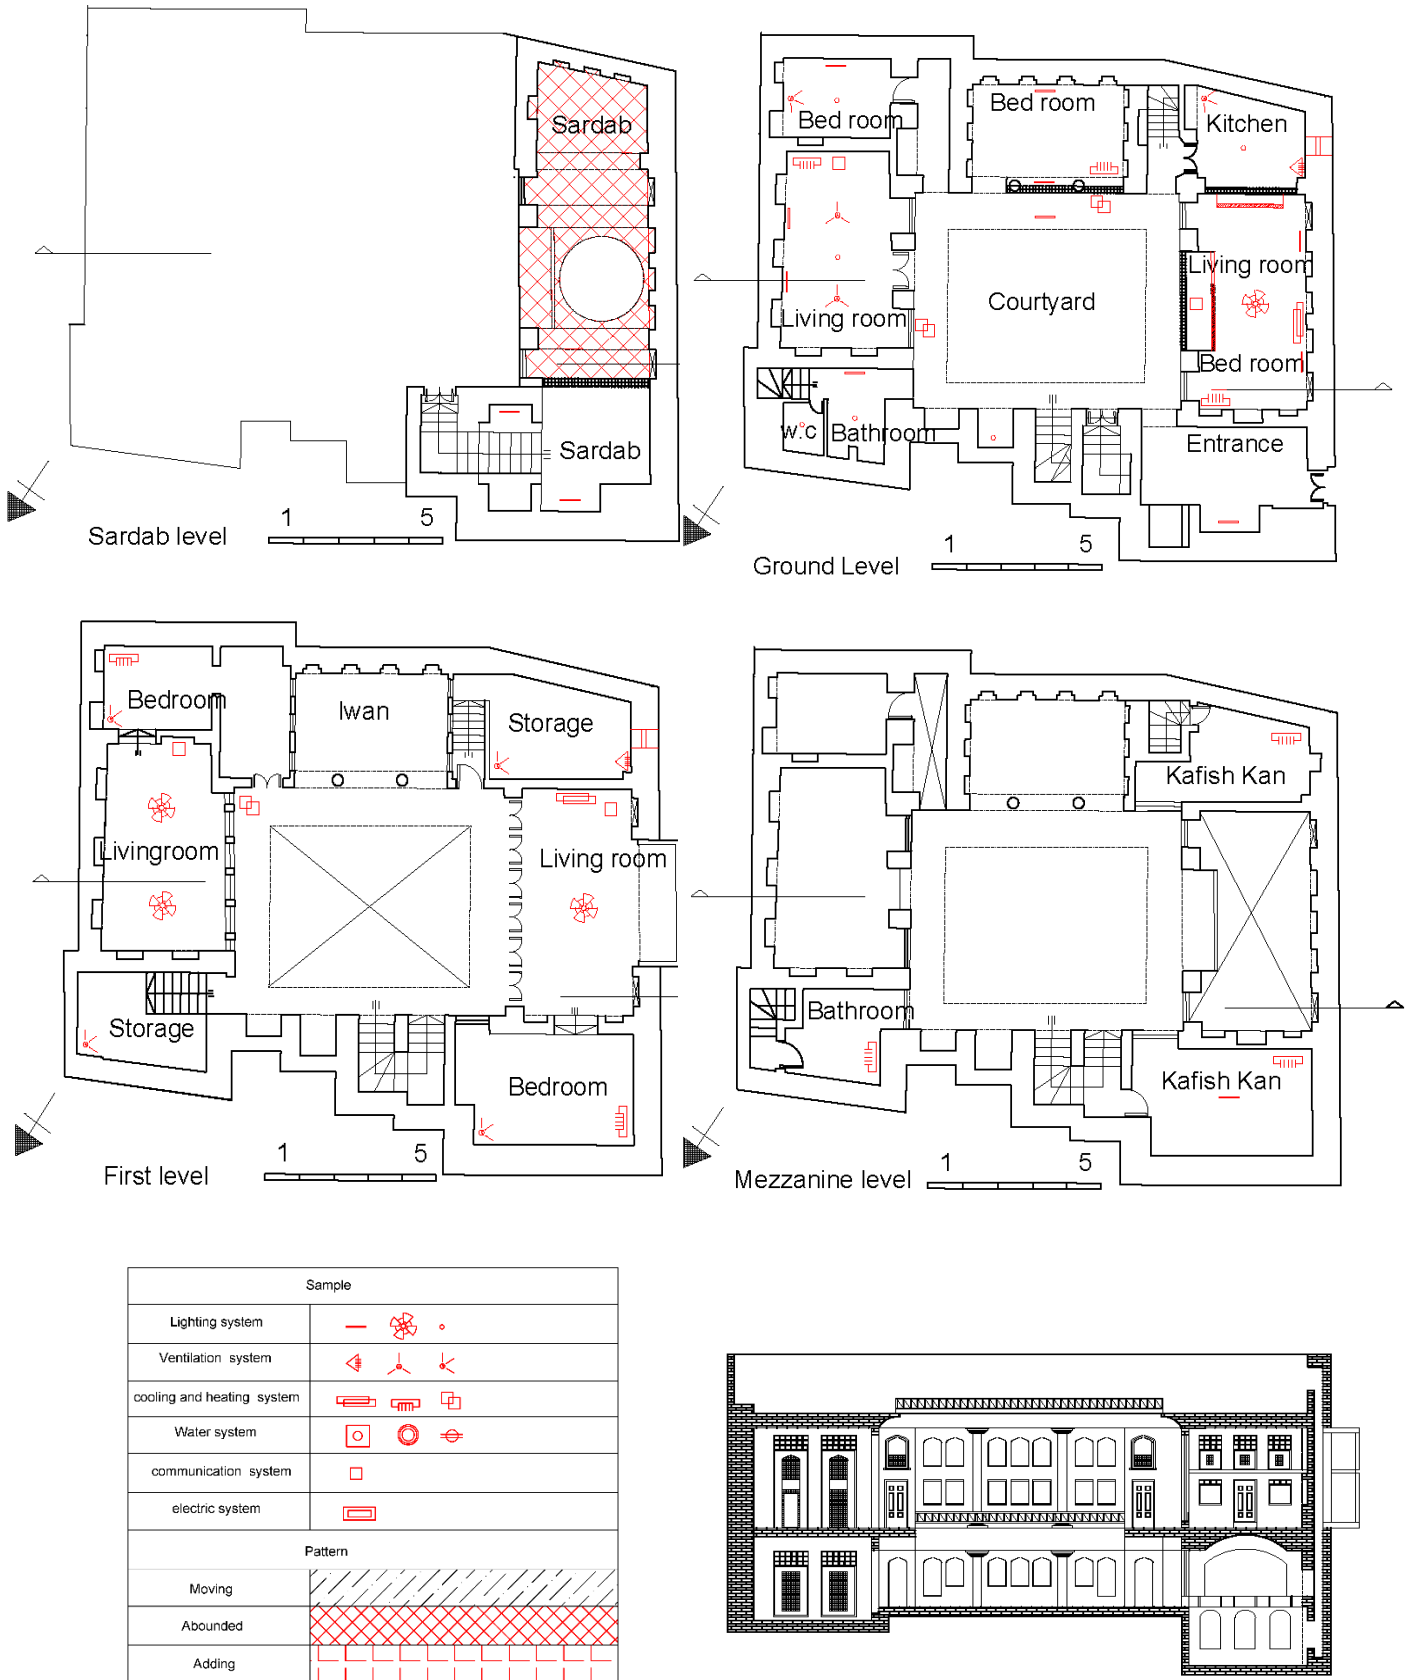 Sardab
Sardab
Sardab level
1 5
Bed room
Bed room
Kitchen
Living room
Living room
Courtyard
Bed room
w.c
Bathroom
Entrance
Ground Level
1 5
Bedroom
Iwan
Storage
Livingroom
Living room
Storage
Bedroom
First level
1 5
Kafish Kan
Bathroom
Kafish Kan
Mezzanine level
1 5
Sample
Lighting system
Ventilation system
cooling and heating system
Water system
communication system
electric system
Pattern
Moving
Abounded
Adding